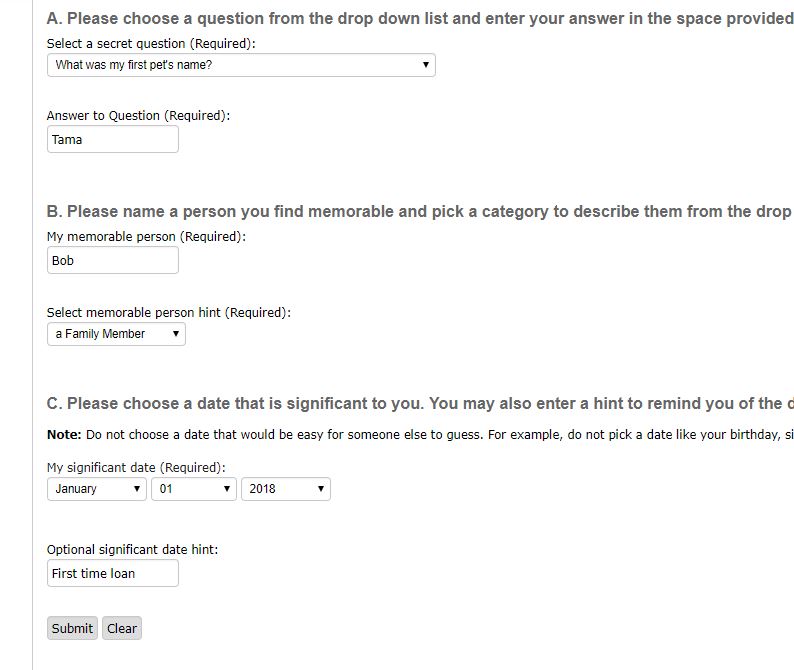 A. Please choose a question from the drop down list and enter your answer in the space provided
Select a secret question (Required):
What was my first pet's name?
Answer to Question (Required):
Tama
B. Please name a person you find memorable and pick a category to describe them from the drop
My memorable person (Required):
Bob
Select memorable person hint (Required):
a Family Member
C. Please choose a date that is significant to you. You may also enter a hint to remind you of the
Note: Do not choose a date that would be easy for someone else to guess. For example, do not pick a date like your birthday,
My significant date (Required):
January 01 2018
Optional significant date hint:
First time loan
Submit Clear